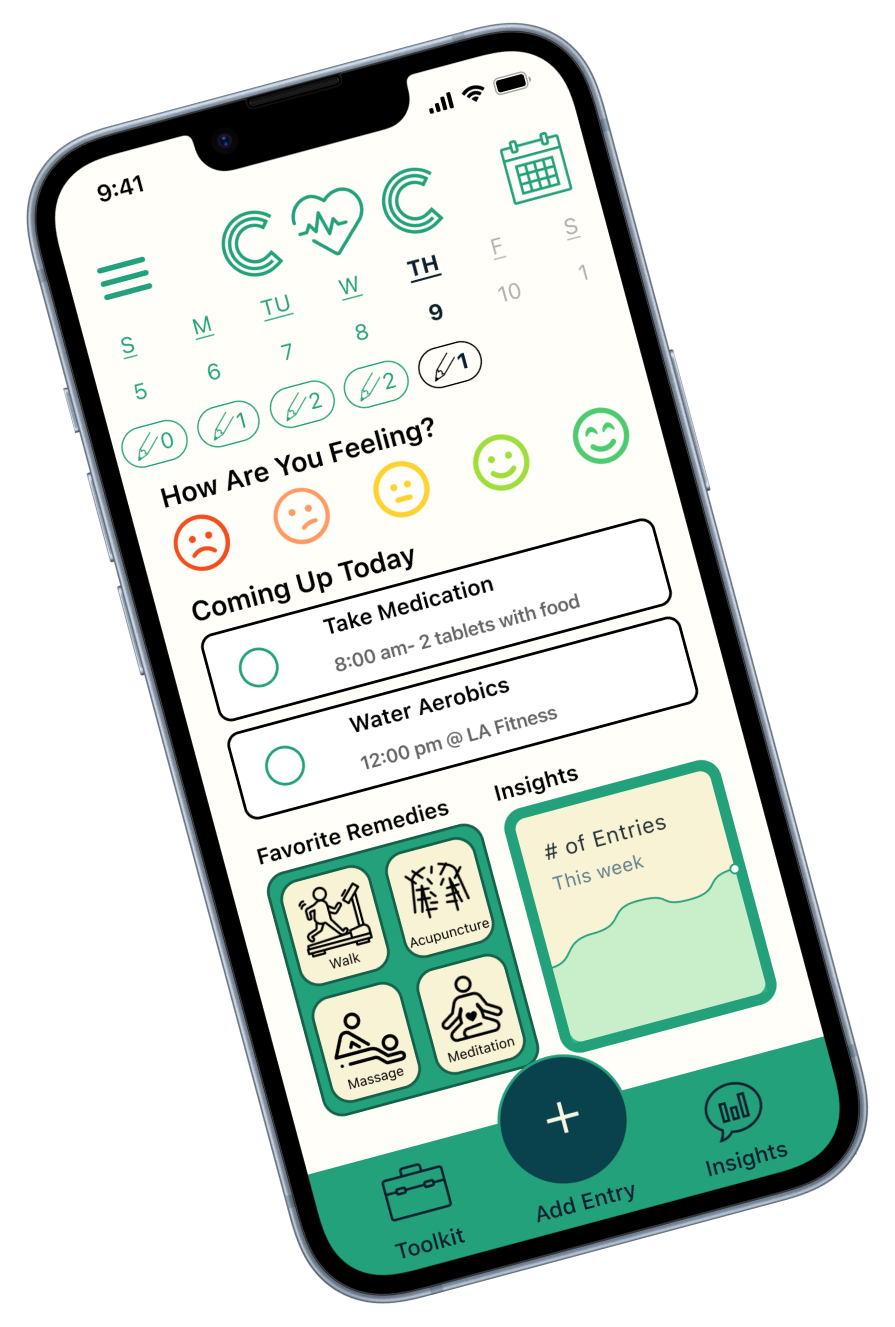 9:41
C C
S M TU W TH F S
5 6 7 8 9 10 1
0 1 2 2 1
How Are You Feeling?
Coming Up Today
Take Medication
8:00 am- 2 tablets with food
Water Aerobics
12:00 pm @ LA Fitness
Favorite Remedies
Walk
Acupuncture
Massage
Meditation
Insights
# of Entries
This week
+
Toolkit
Add Entry
Insights